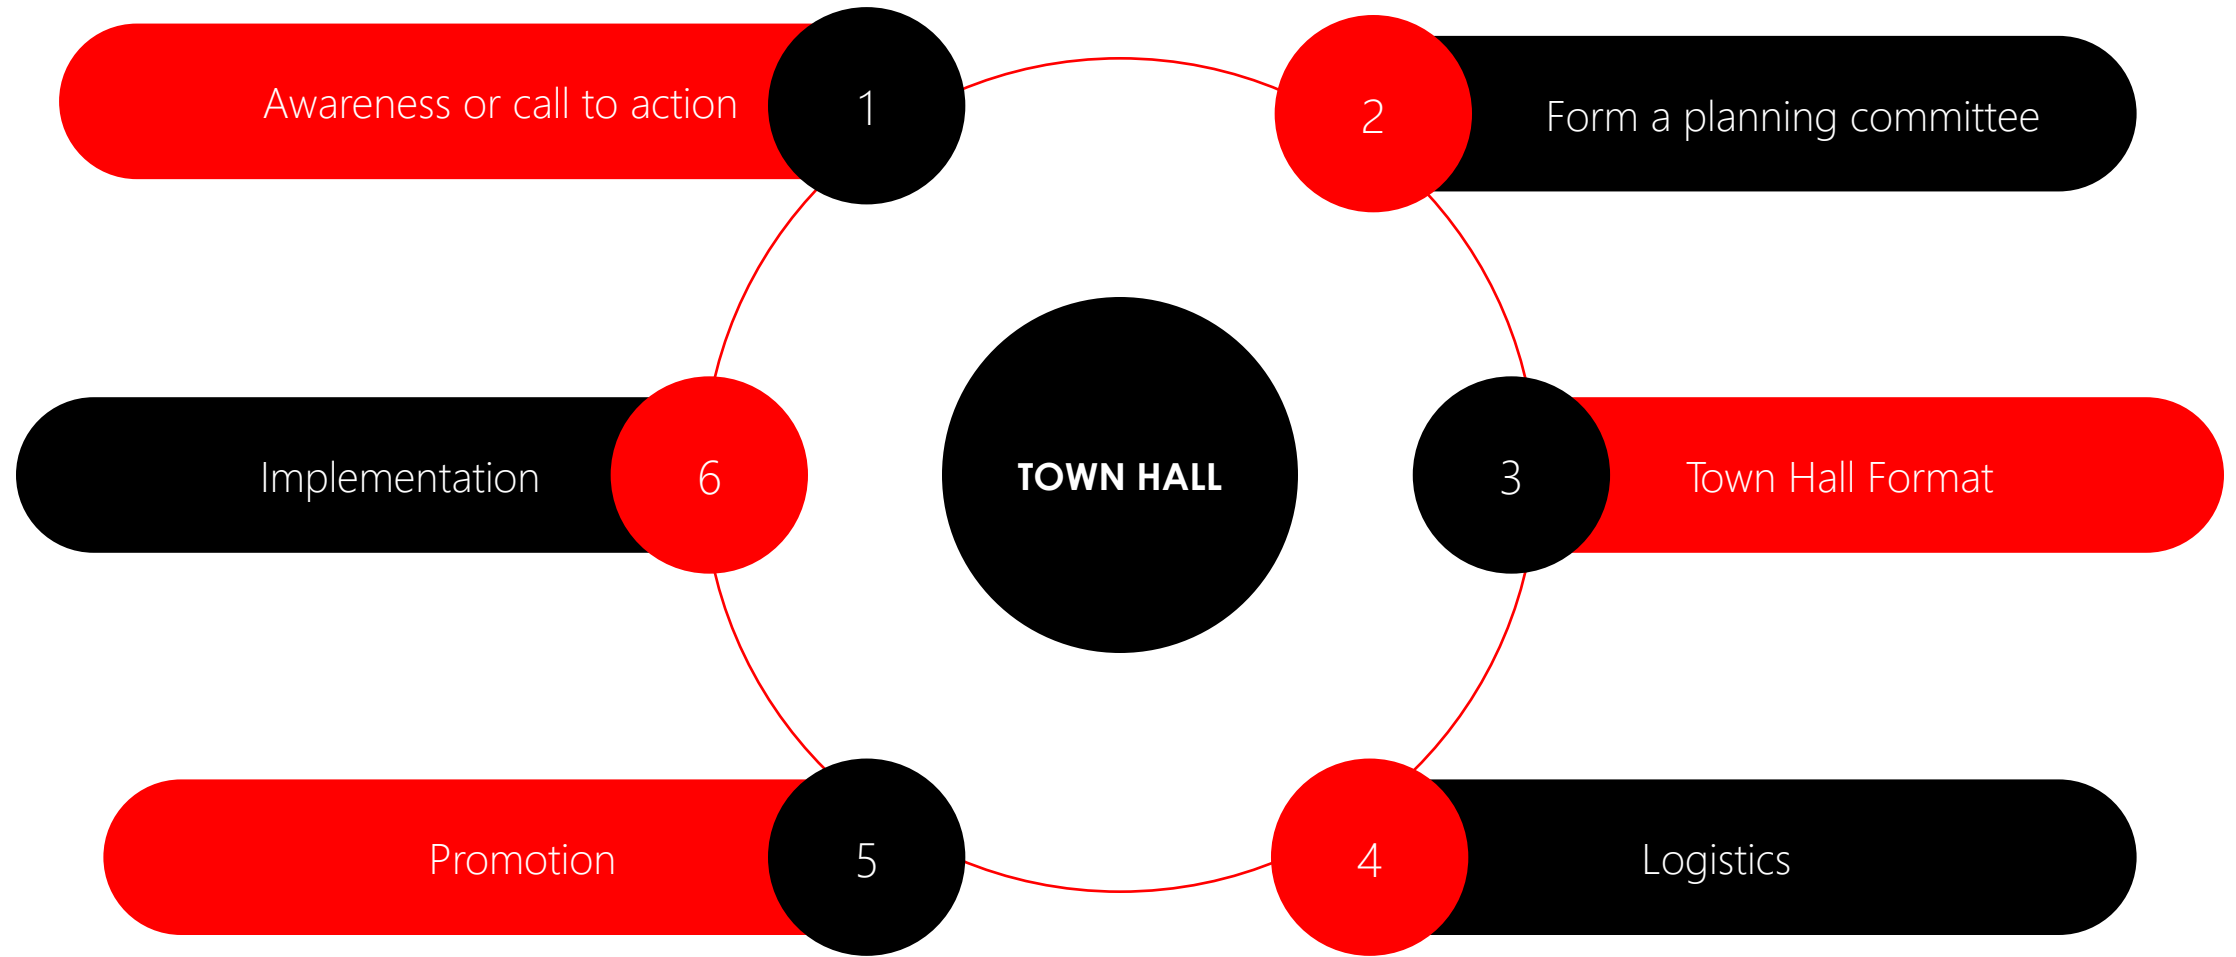 1
Awareness or call to action
2
Form a planning committee
3
Town Hall Format
4
Logistics
5
Promotion
6
Implementation
TOWN HALL